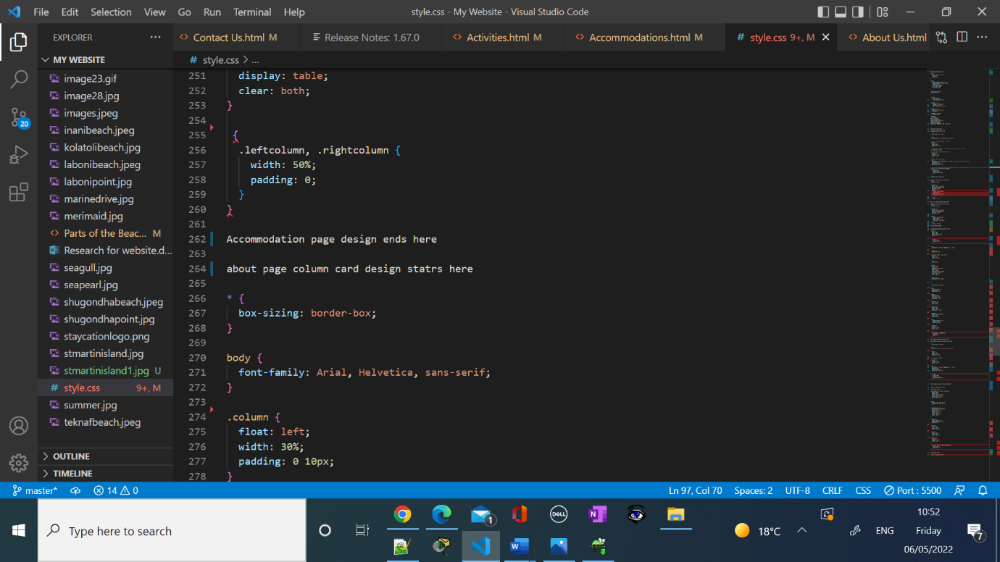 File Edit Selection View Go Run Terminal Help
style.css - My Website - Visual Studio Code
EXPLORER ...
Contact Us.html M
Release Notes: 1.67.0
Activities.html M
Accommodations.html M
# style.css 9+, M
About Us.html
MY WEBSITE
# style.css > ...
image23.gif
image28.jpg
images.jpeg
inanibeach.jpeg
kolatolibeach.jpg
labonibeach.jpeg
labonipoint.jpg
marinedrive.jpg
merimaid.jpg
Parts of the Beac... M
Research for website.d...
seagull.jpg
seapearl.jpg
shugondhabeach.jpeg
shugondhapoint.jpg
staycationlogo.png
stmartinisland.jpg
stmartinisland1.jpg U
# style.css 9+, M
summer.jpg
teknafbeach.jpeg
OUTLINE
TIMELINE
20
251 display: table;
252 clear: both;
253 }
254
255 {
256 .leftcolumn, .rightcolumn {
257 width: 50%;
258 padding: 0;
259 }
260 }
261
262 Accommodation page design ends here
263
264 about page column card design statrs here
265
266 * {
267 box-sizing: border-box;
268 }
269
270 body {
271 font-family: Arial, Helvetica, sans-serif;
272 }
273
274 .column {
275 float: left;
276 width: 30%;
277 padding: 0 10px;
278 }
master* 14 0
Ln 97, Col 70 Spaces: 2 UTF-8 CRLF CSS Port : 5500
Type here to search
1
DELL
N
W
18°C
ENG
10:52
Friday
06/05/2022
7